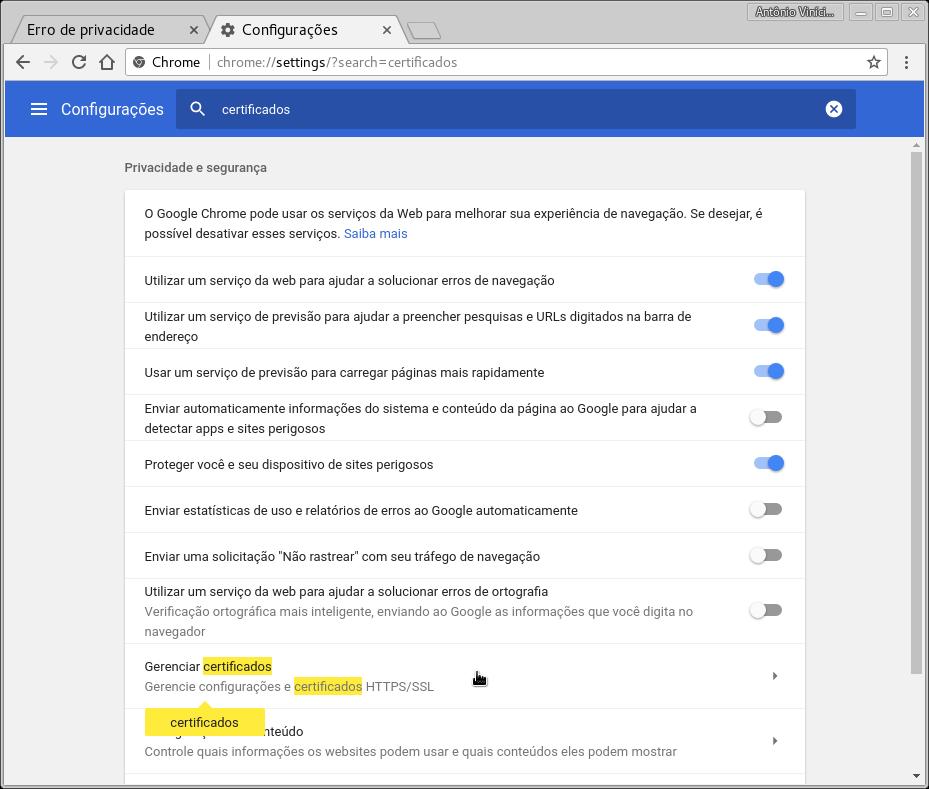 Antônio Viníci...
Erro de privacidade
Configurações
Chrome
chrome://settings/?search=certificados
Configurações
certificados
Privacidade e segurança
O Google Chrome pode usar os serviços da Web para melhorar sua experiência de navegação. Se desejar, é
possível desativar esses serviços. Saiba mais
Utilizar um serviço da web para ajudar a solucionar erros de navegação
Utilizar um serviço de previsão para ajudar a preencher pesquisas e URLs digitados na barra de
endereço
Usar um serviço de previsão para carregar páginas mais rapidamente
Enviar automaticamente informações do sistema e conteúdo da página ao Google para ajudar a
detectar apps e sites perigosos
Proteger você e seu dispositivo de sites perigosos
Enviar estatísticas de uso e relatórios de erros ao Google automaticamente
Enviar uma solicitação "Não rastrear" com seu tráfego de navegação
Utilizar um serviço da web para ajudar a solucionar erros de ortografia
Verificação ortográfica mais inteligente, enviando ao Google as informações que você digita no
navegador
Gerenciar certificados
Gerencie configurações e certificados HTTPS/SSL
certificados
nteúdo
Controle quais informações os websites podem usar e quais conteúdos eles podem mostrar